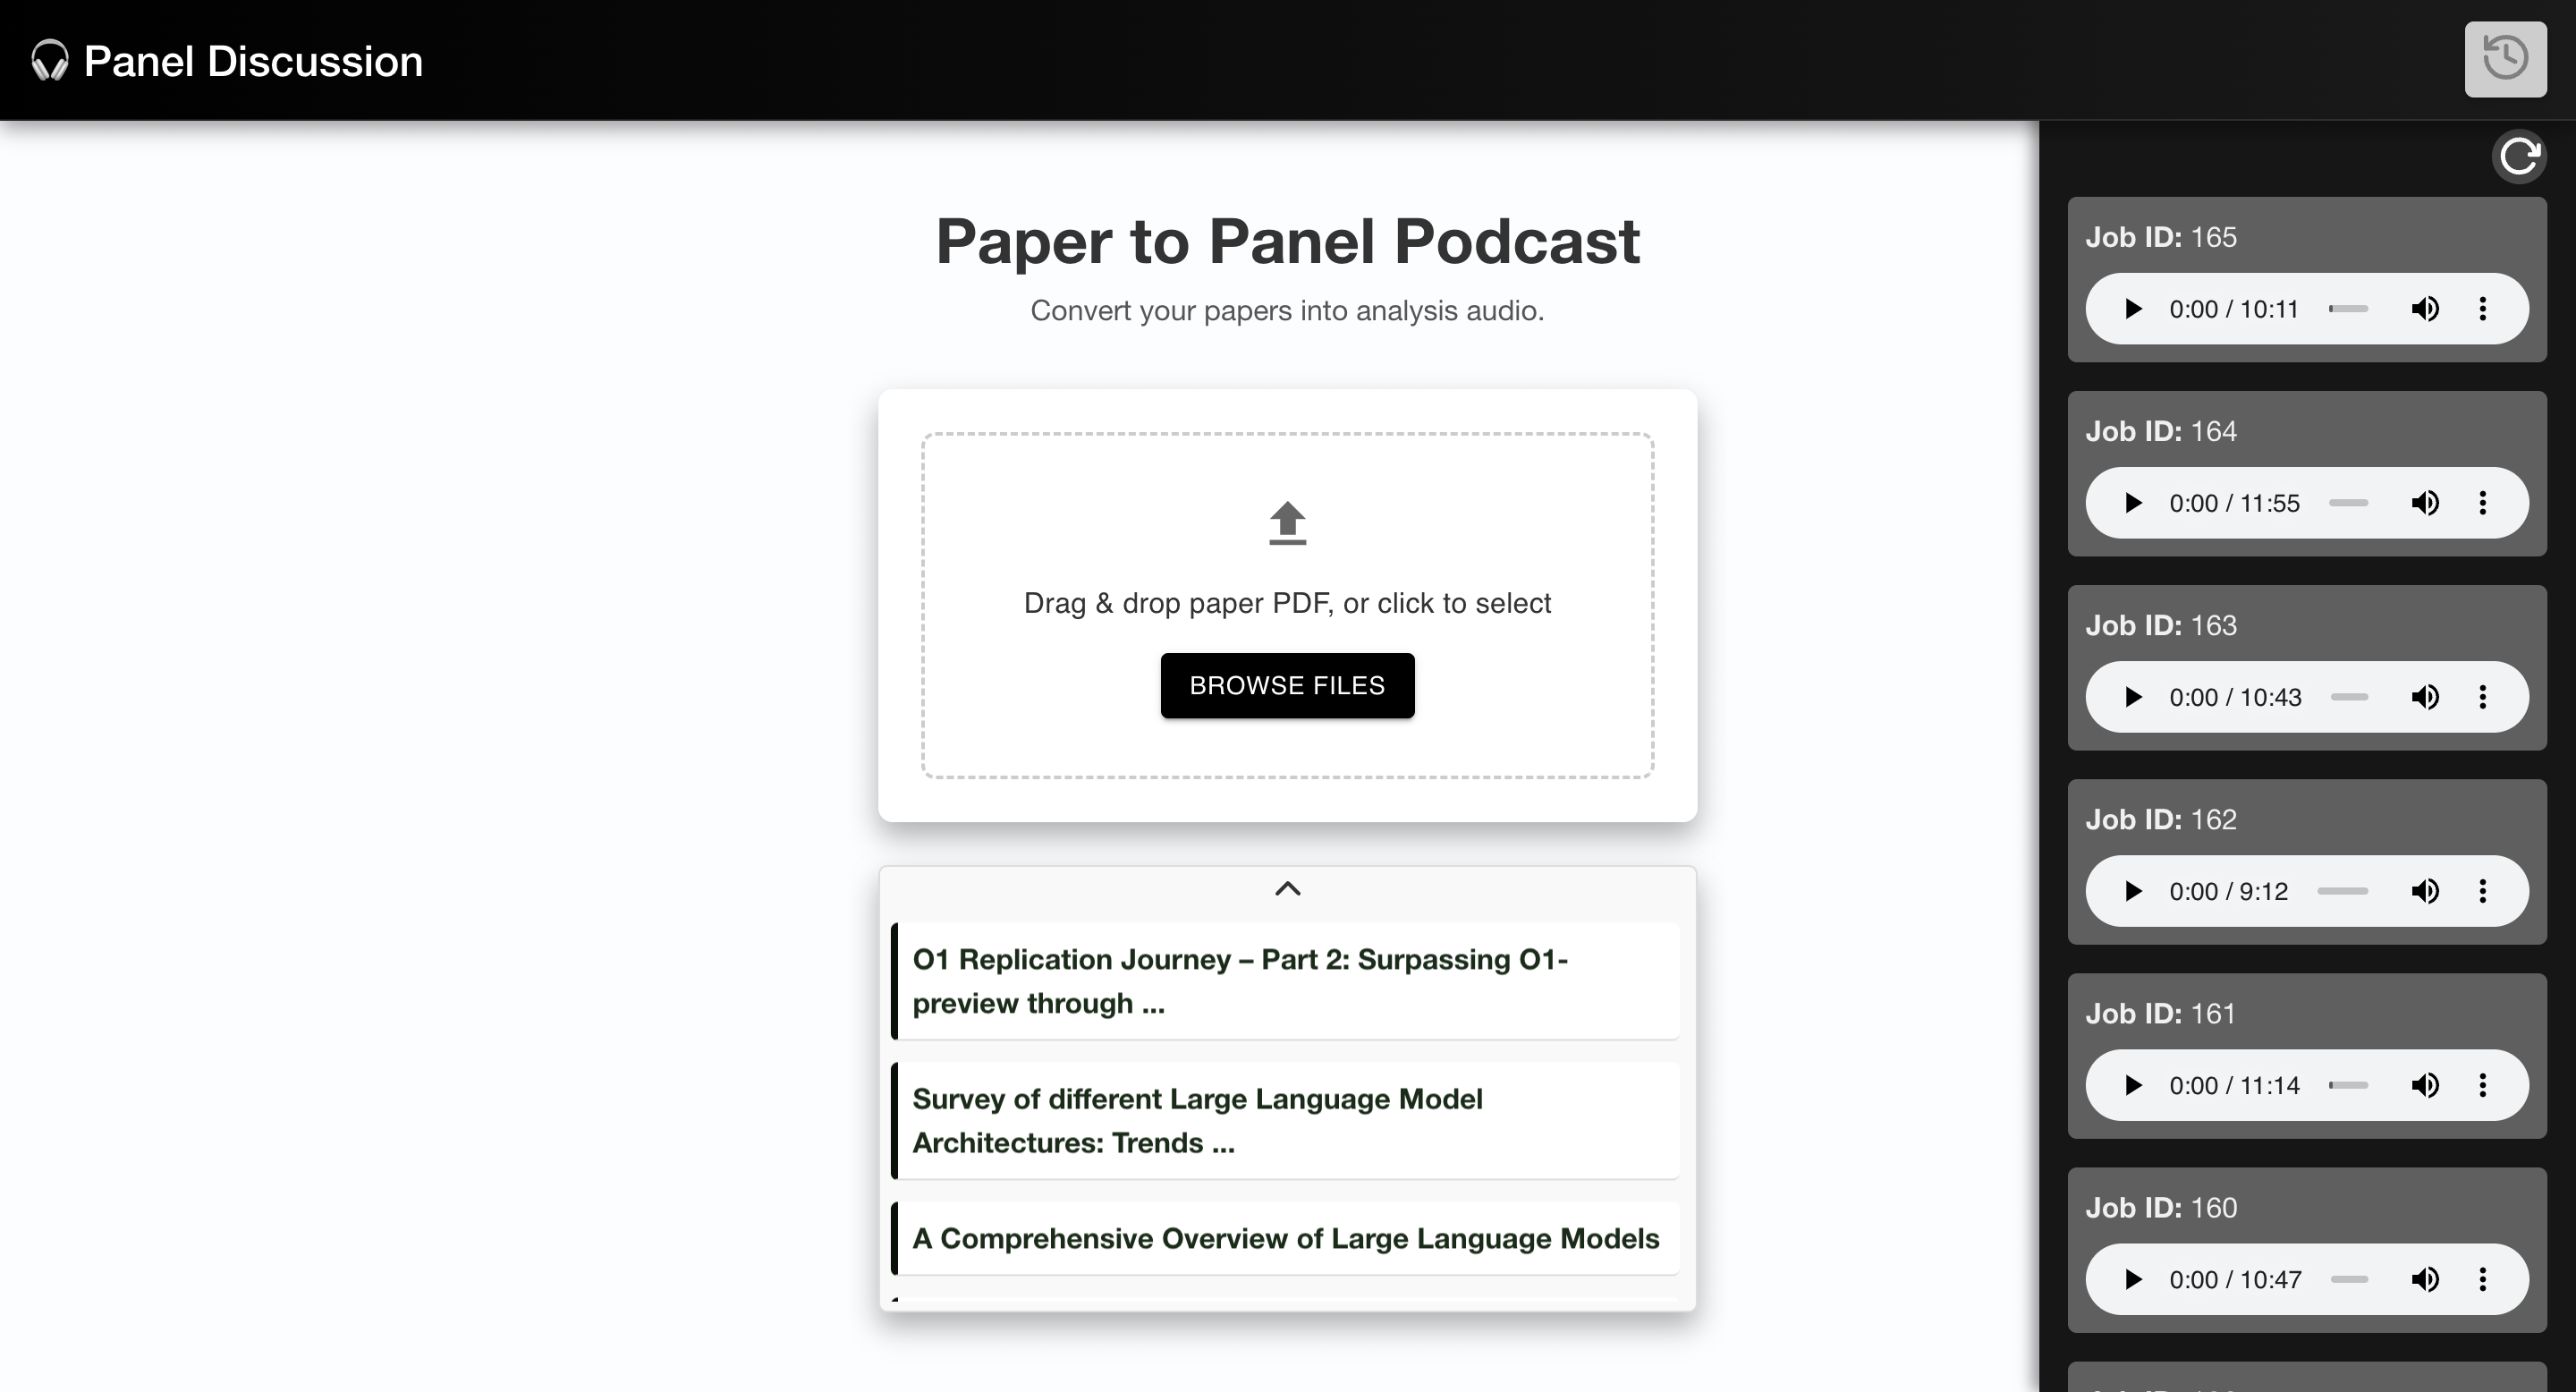 Panel Discussion
Paper to Panel Podcast
Convert your papers into analysis audio.
Drag & drop paper PDF, or click to select
BROWSE FILES
O1 Replication Journey – Part 2: Surpassing O1-
preview through ...
Survey of different Large Language Model
Architectures: Trends ...
A Comprehensive Overview of Large Language Models
Job ID: 165
0:00 / 10:11
Job ID: 164
0:00 / 11:55
Job ID: 163
0:00 / 10:43
Job ID: 162
0:00 / 9:12
Job ID: 161
0:00 / 11:14
Job ID: 160
0:00 / 10:47